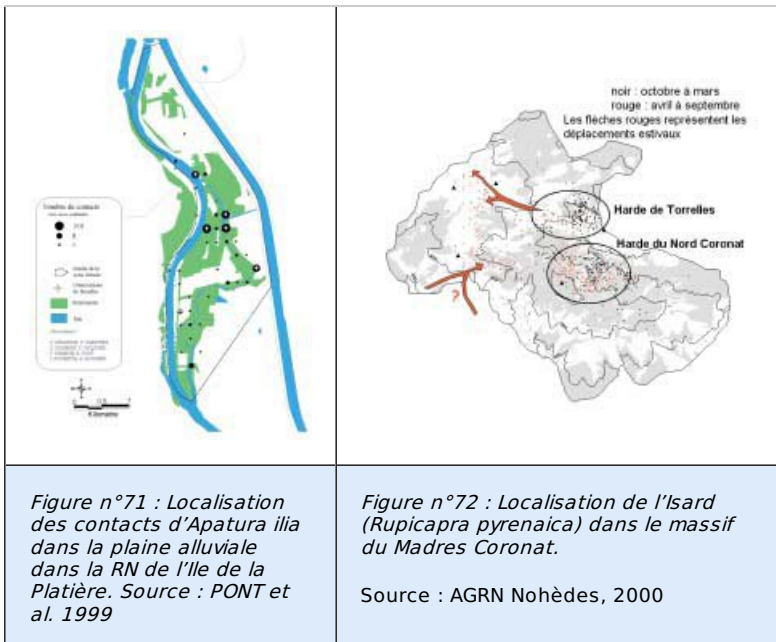 noir : octobre à mars
rouge : avril à septembre
Les flèches rouges représentent les
déplacements estivaux
Harde de Torrelles
Harde du Nord Coronat
?
Kilomètre
Figure n°71 : Localisation
des contacts d'Apatura ilia
dans la plaine alluviale
dans la RN de l'Ile de la
Platière. Source : PONT et
al. 1999
Figure n°72 : Localisation de l'Isard
(Rupicapra pyrenaica) dans le massif
du Madres Coronat.
Source : AGRN Nohèdes, 2000